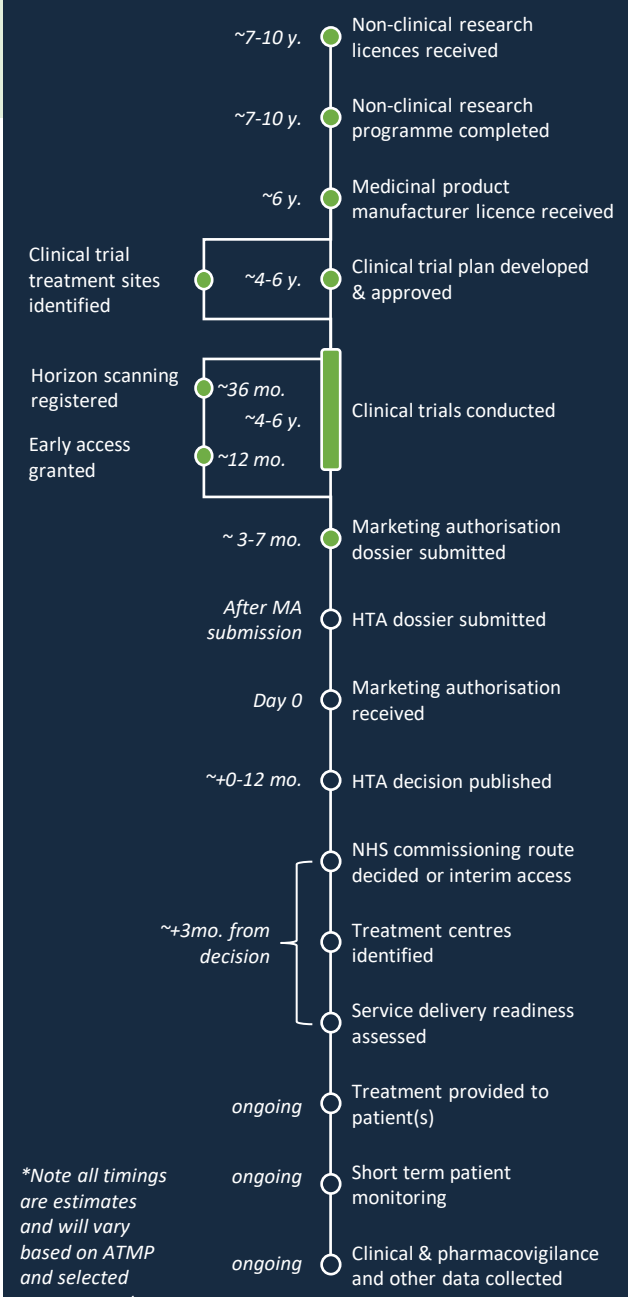 ~7-10 y.
Non-clinical research
licences received
~7-10 y.
Non-clinical research
programme completed
~6 y.
Medicinal product
manufacturer licence received
Clinical trial
treatment sites
identified
~4-6 y.
Clinical trial plan developed
& approved
Horizon scanning
registered
~36 mo.
~4-6 y.
Clinical trials conducted
Early access
granted
~12 mo.
~ 3-7 mo.
Marketing authorisation
dossier submitted
After MA
submission
HTA dossier submitted
Day 0
Marketing authorisation
received
~+0-12 mo.
HTA decision published
NHS commissioning route
decided or interim access
~+3mo. from
decision
Treatment centres
identified
Service delivery readiness
assessed
ongoing
Treatment provided to
patient(s)
ongoing
Short term patient
monitoring
ongoing
Clinical & pharmacovigilance
and other data collected
*Note all timings
are estimates
and will vary
based on ATMP
and selected